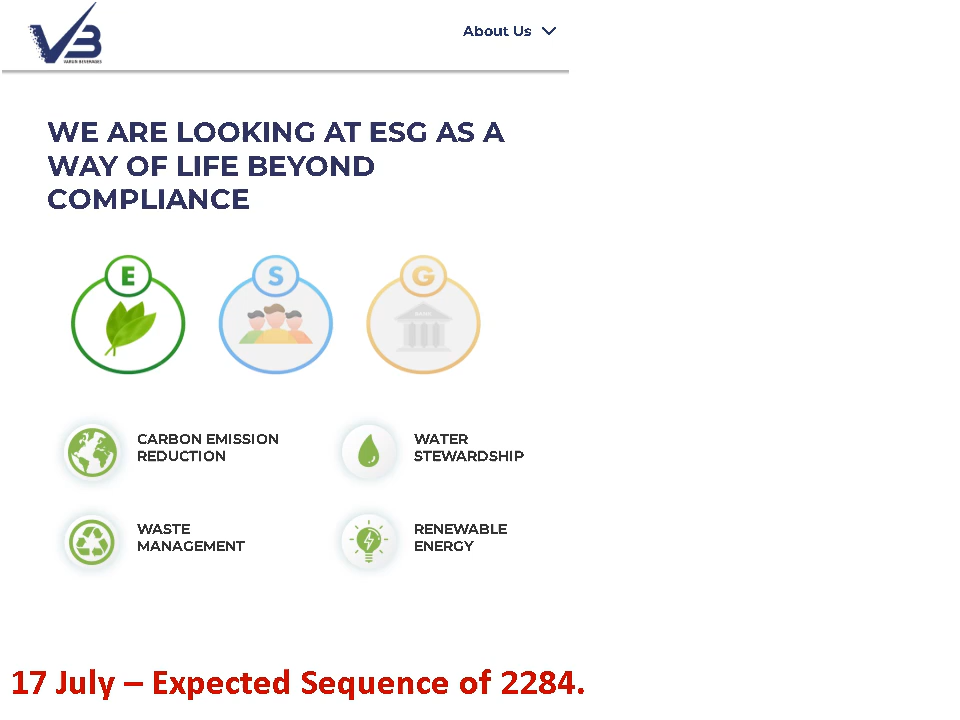 VB
VARUN BEVERAGES
About Us
WE ARE LOOKING AT ESG AS A
WAY OF LIFE BEYOND
COMPLIANCE
E S G
CARBON EMISSION
REDUCTION
WATER
STEWARDSHIP
WASTE
MANAGEMENT
RENEWABLE
ENERGY
17 July – Expected Sequence of 2284.